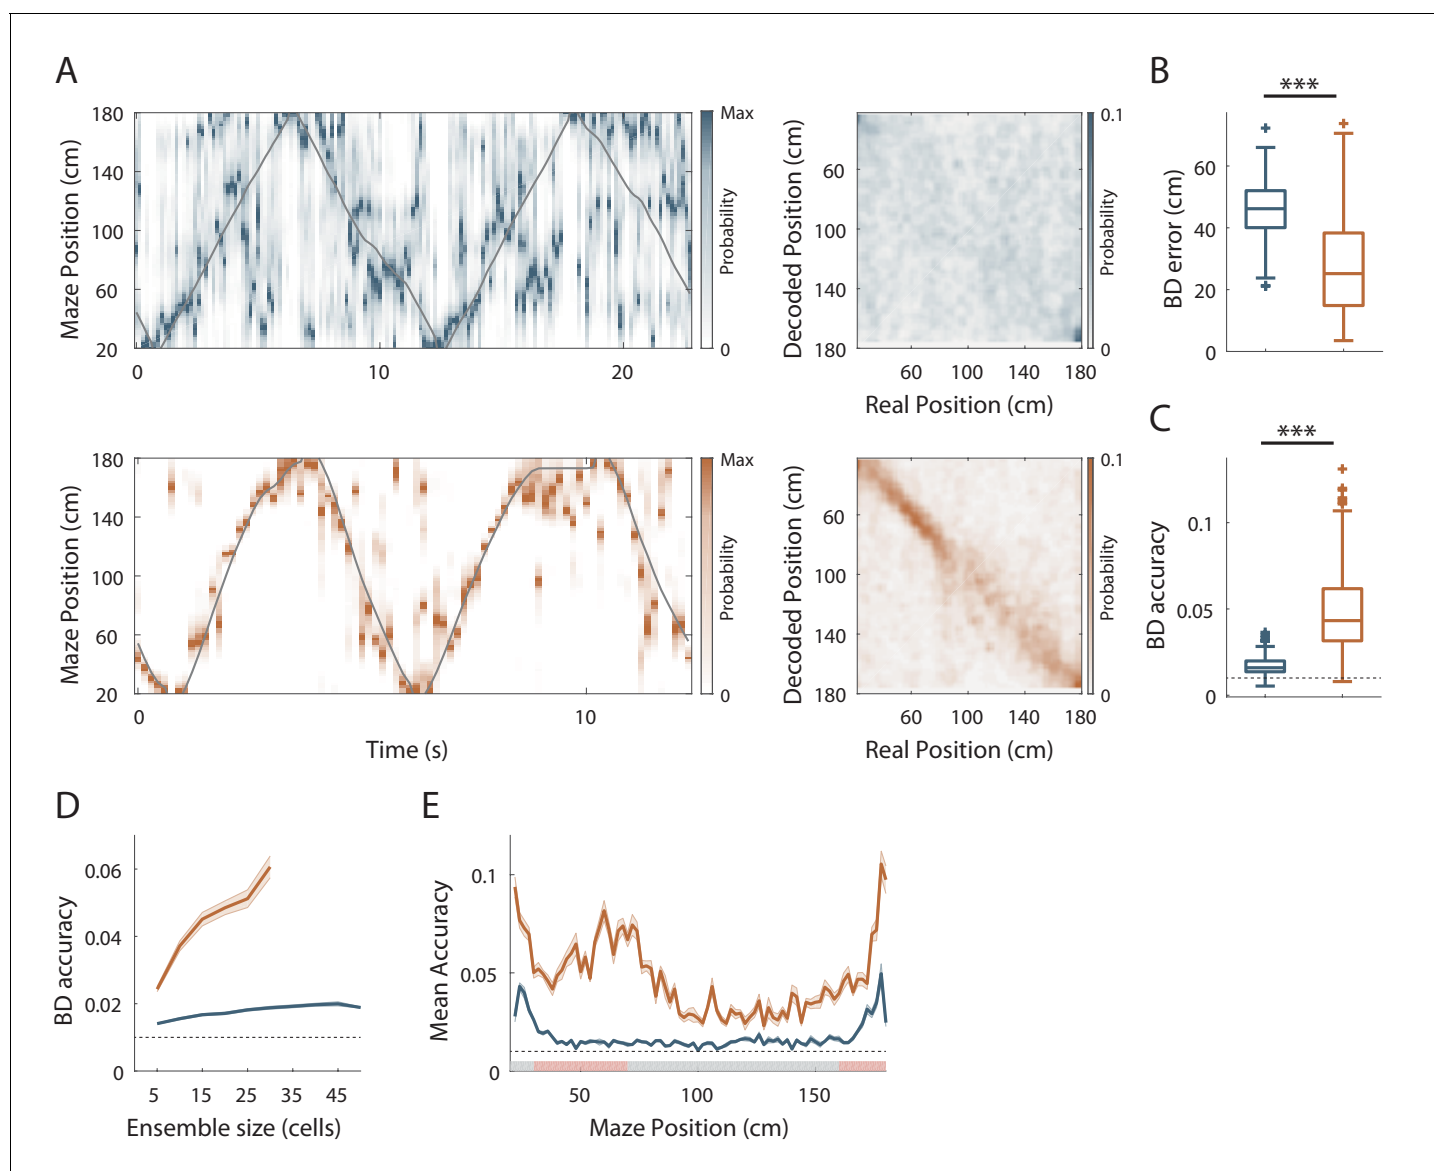 A
180
140
100
60
20
0
10
20
Maze Position (cm)
Max
0
Probability
60
100
140
180
Decoded Position (cm)
60
100
140
180
Real Position (cm)
0.1
0
Probability
B
***
60
40
20
0
BD error (cm)
180
140
100
60
20
0
10
Maze Position (cm)
Time (s)
Max
0
Probability
60
100
140
180
Decoded Position (cm)
60
100
140
180
Real Position (cm)
0.1
0
Probability
C
***
0.1
0.05
0
BD accuracy
D
0.06
0.04
0.02
0
BD accuracy
5
15
25
35
45
Ensemble size (cells)
E
0.1
0.05
0
Mean Accuracy
50
100
150
Maze Position (cm)